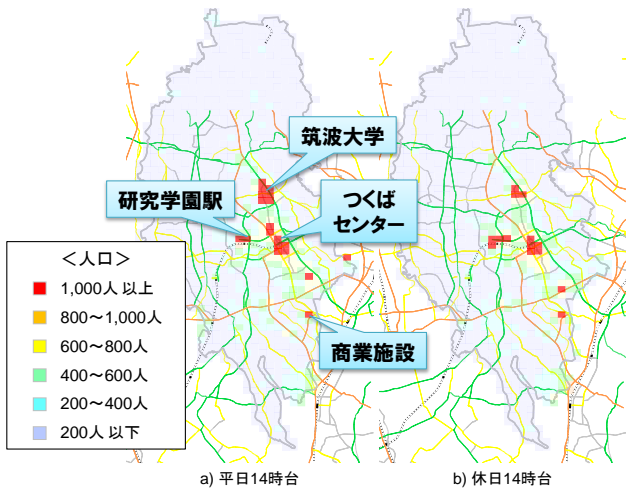 筑波大学
研究学園駅
つくば
センター
＜人口＞
1,000人以上
800～1,000人
600～800人
400～600人
200～400人
200人以下
商業施設
a) 平日14時台
b) 休日14時台